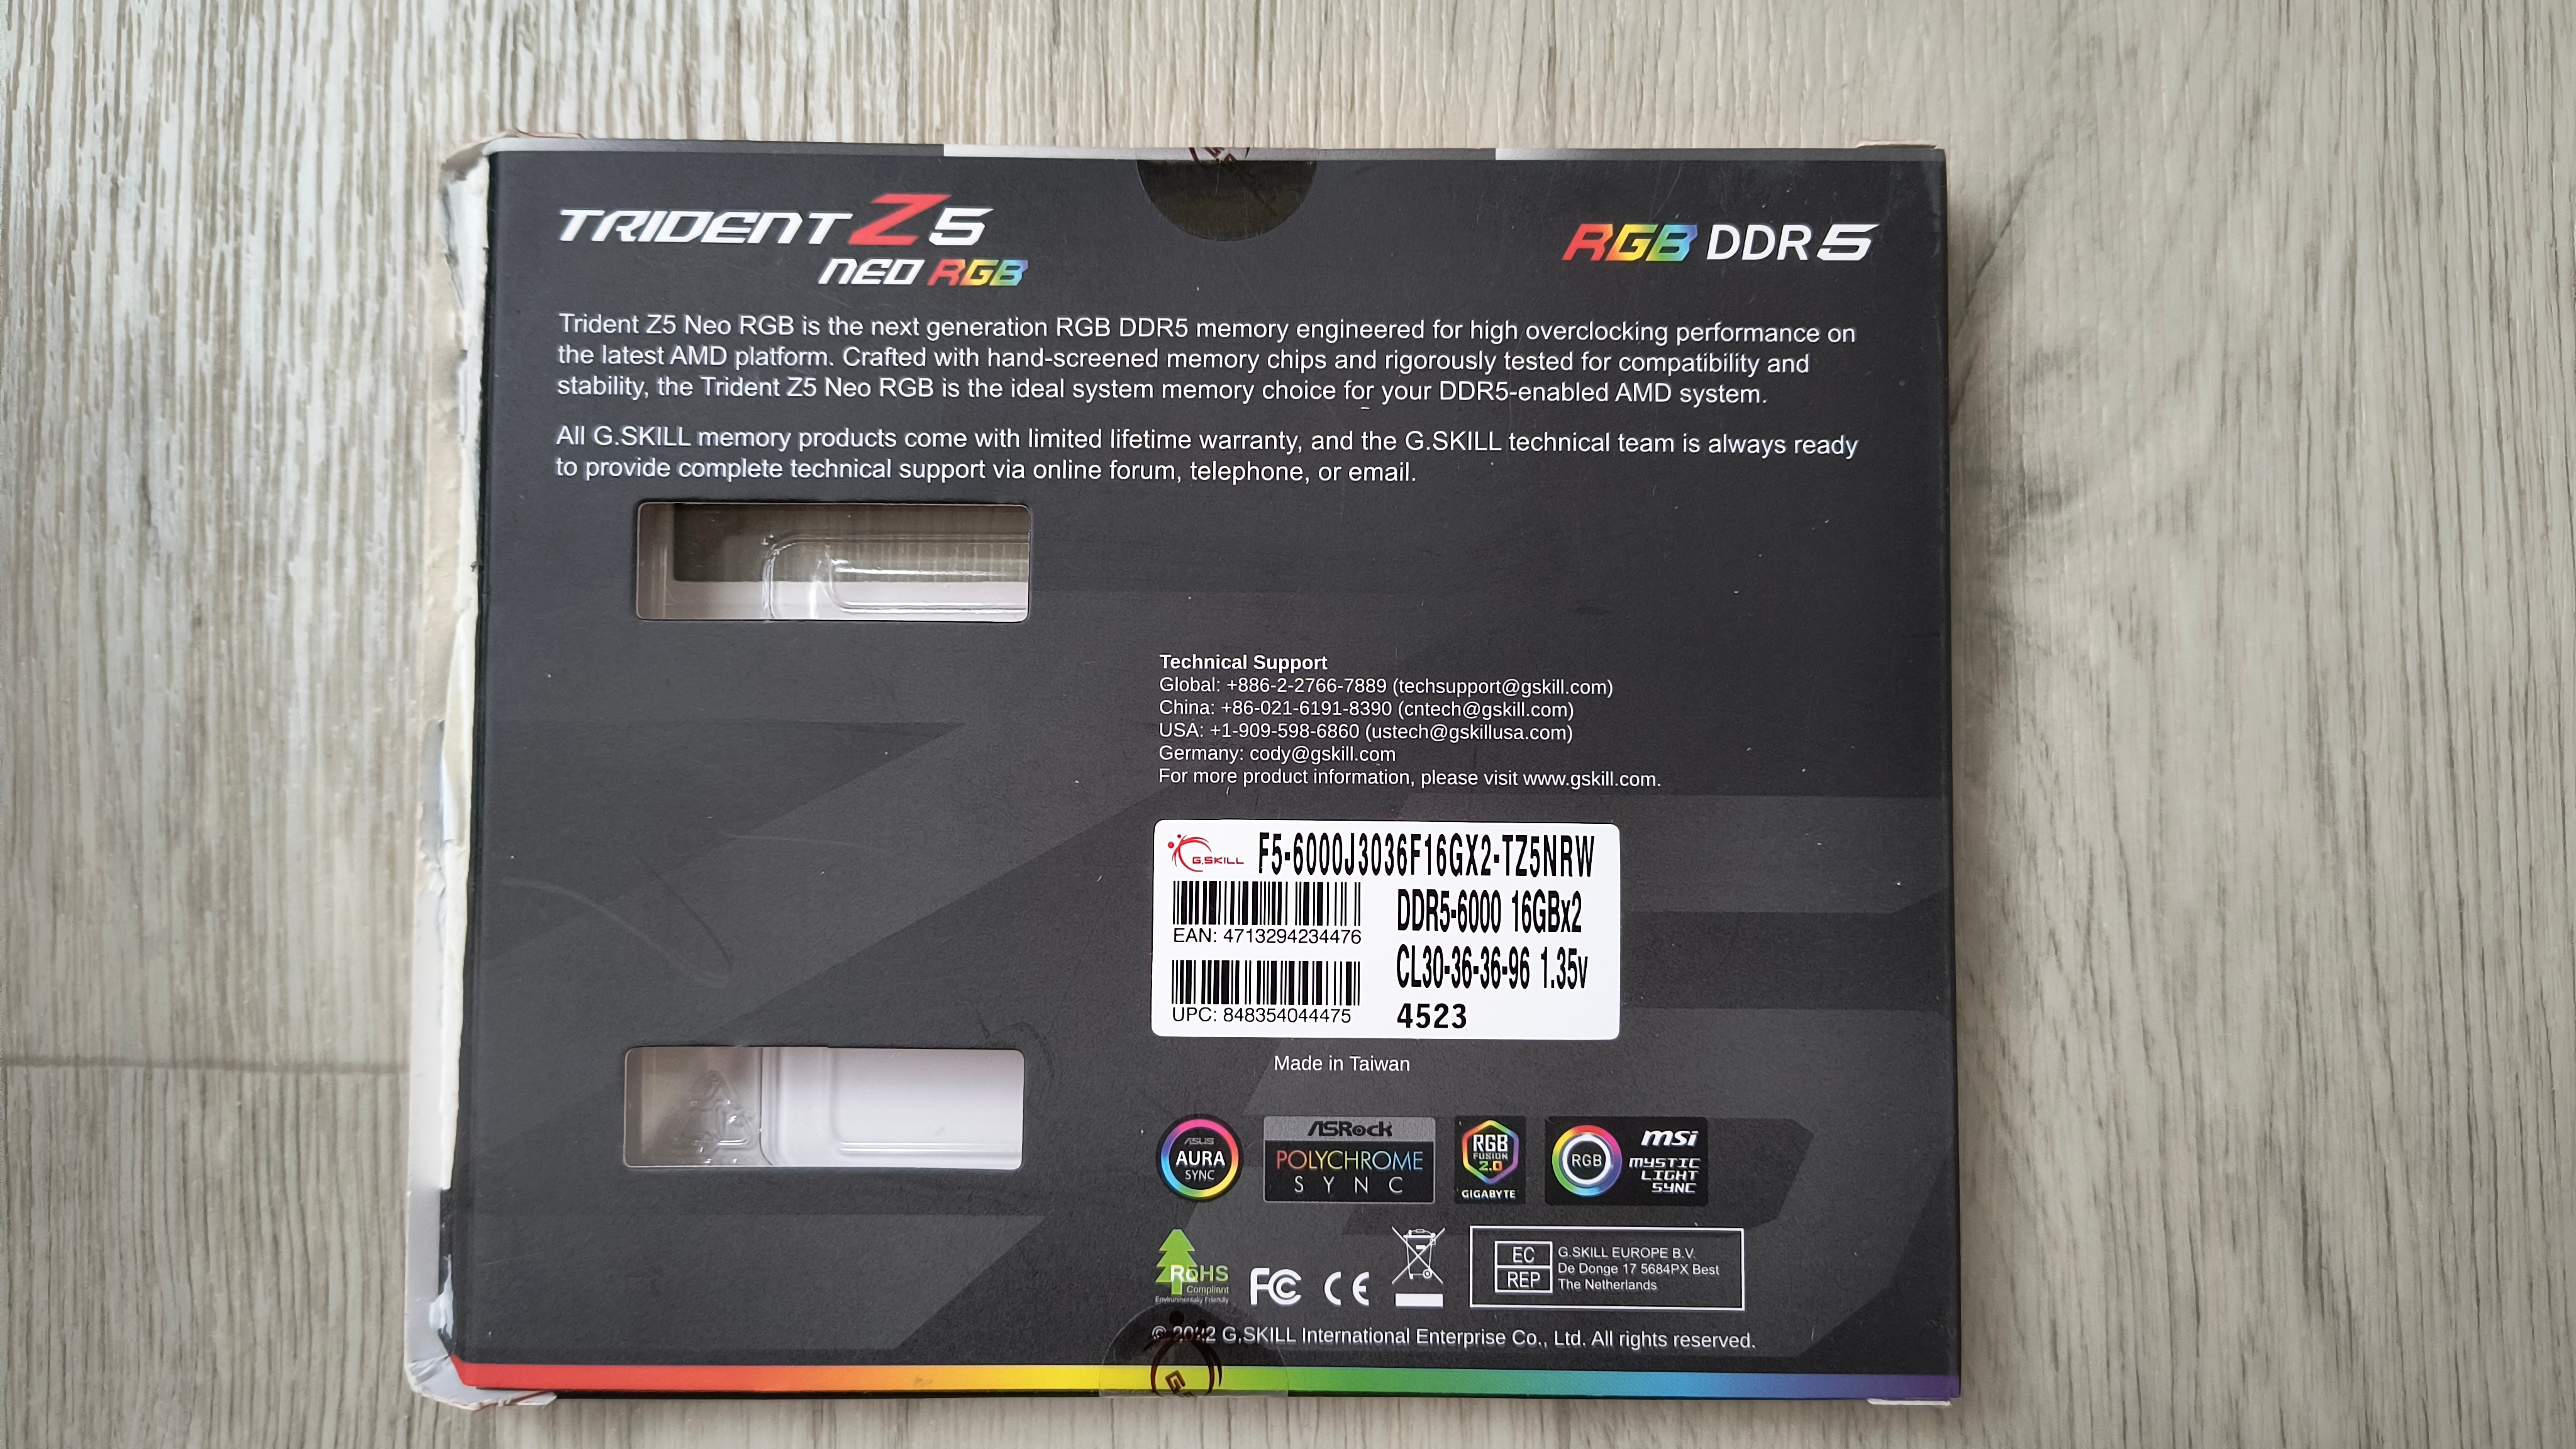 TRIDENT Z5
NEO RGB
RGB DDR5
Trident Z5 Neo RGB is the next generation RGB DDR5 memory engineered for high overclocking performance on
the latest AMD platform. Crafted with hand-screened memory chips and rigorously tested for compatibility and
stability, the Trident Z5 Neo RGB is the ideal system memory choice for your DDR5-enabled AMD system.
All G.SKILL memory products come with limited lifetime warranty, and the G.SKILL technical team is always ready
to provide complete technical support via online forum, telephone, or email.
Technical Support
Global: +886-2-2766-7889 (techsupport@gskill.com)
China: +86-021-6191-8390 (cntech@gskill.com)
USA: +1-909-598-6860 (ustech@gskillusa.com)
Germany: cody@gskill.com
For more product information, please visit www.gskill.com.
G.SKILL F5-6000J3036F16GX2-TZ5NRW
DDR5-6000 16GBx2
EAN: 4713294234476
CL30-36-36-96 1.35v
UPC: 848354044475
4523
Made in Taiwan
ASUS
AURA
SYNC
ASRock
POLYCHROME
SYNC
RGB
FUSION
2.0
GIGABYTE
RGB
msi
MYSTIC
LIGHT
SYNC
RoHS
Compliant
Environmentally Friendly
FC CE
EC
REP
G.SKILL EUROPE B.V.
De Donge 17 5684PX Best
The Netherlands
© 2022 G.SKILL International Enterprise Co., Ltd. All rights reserved.